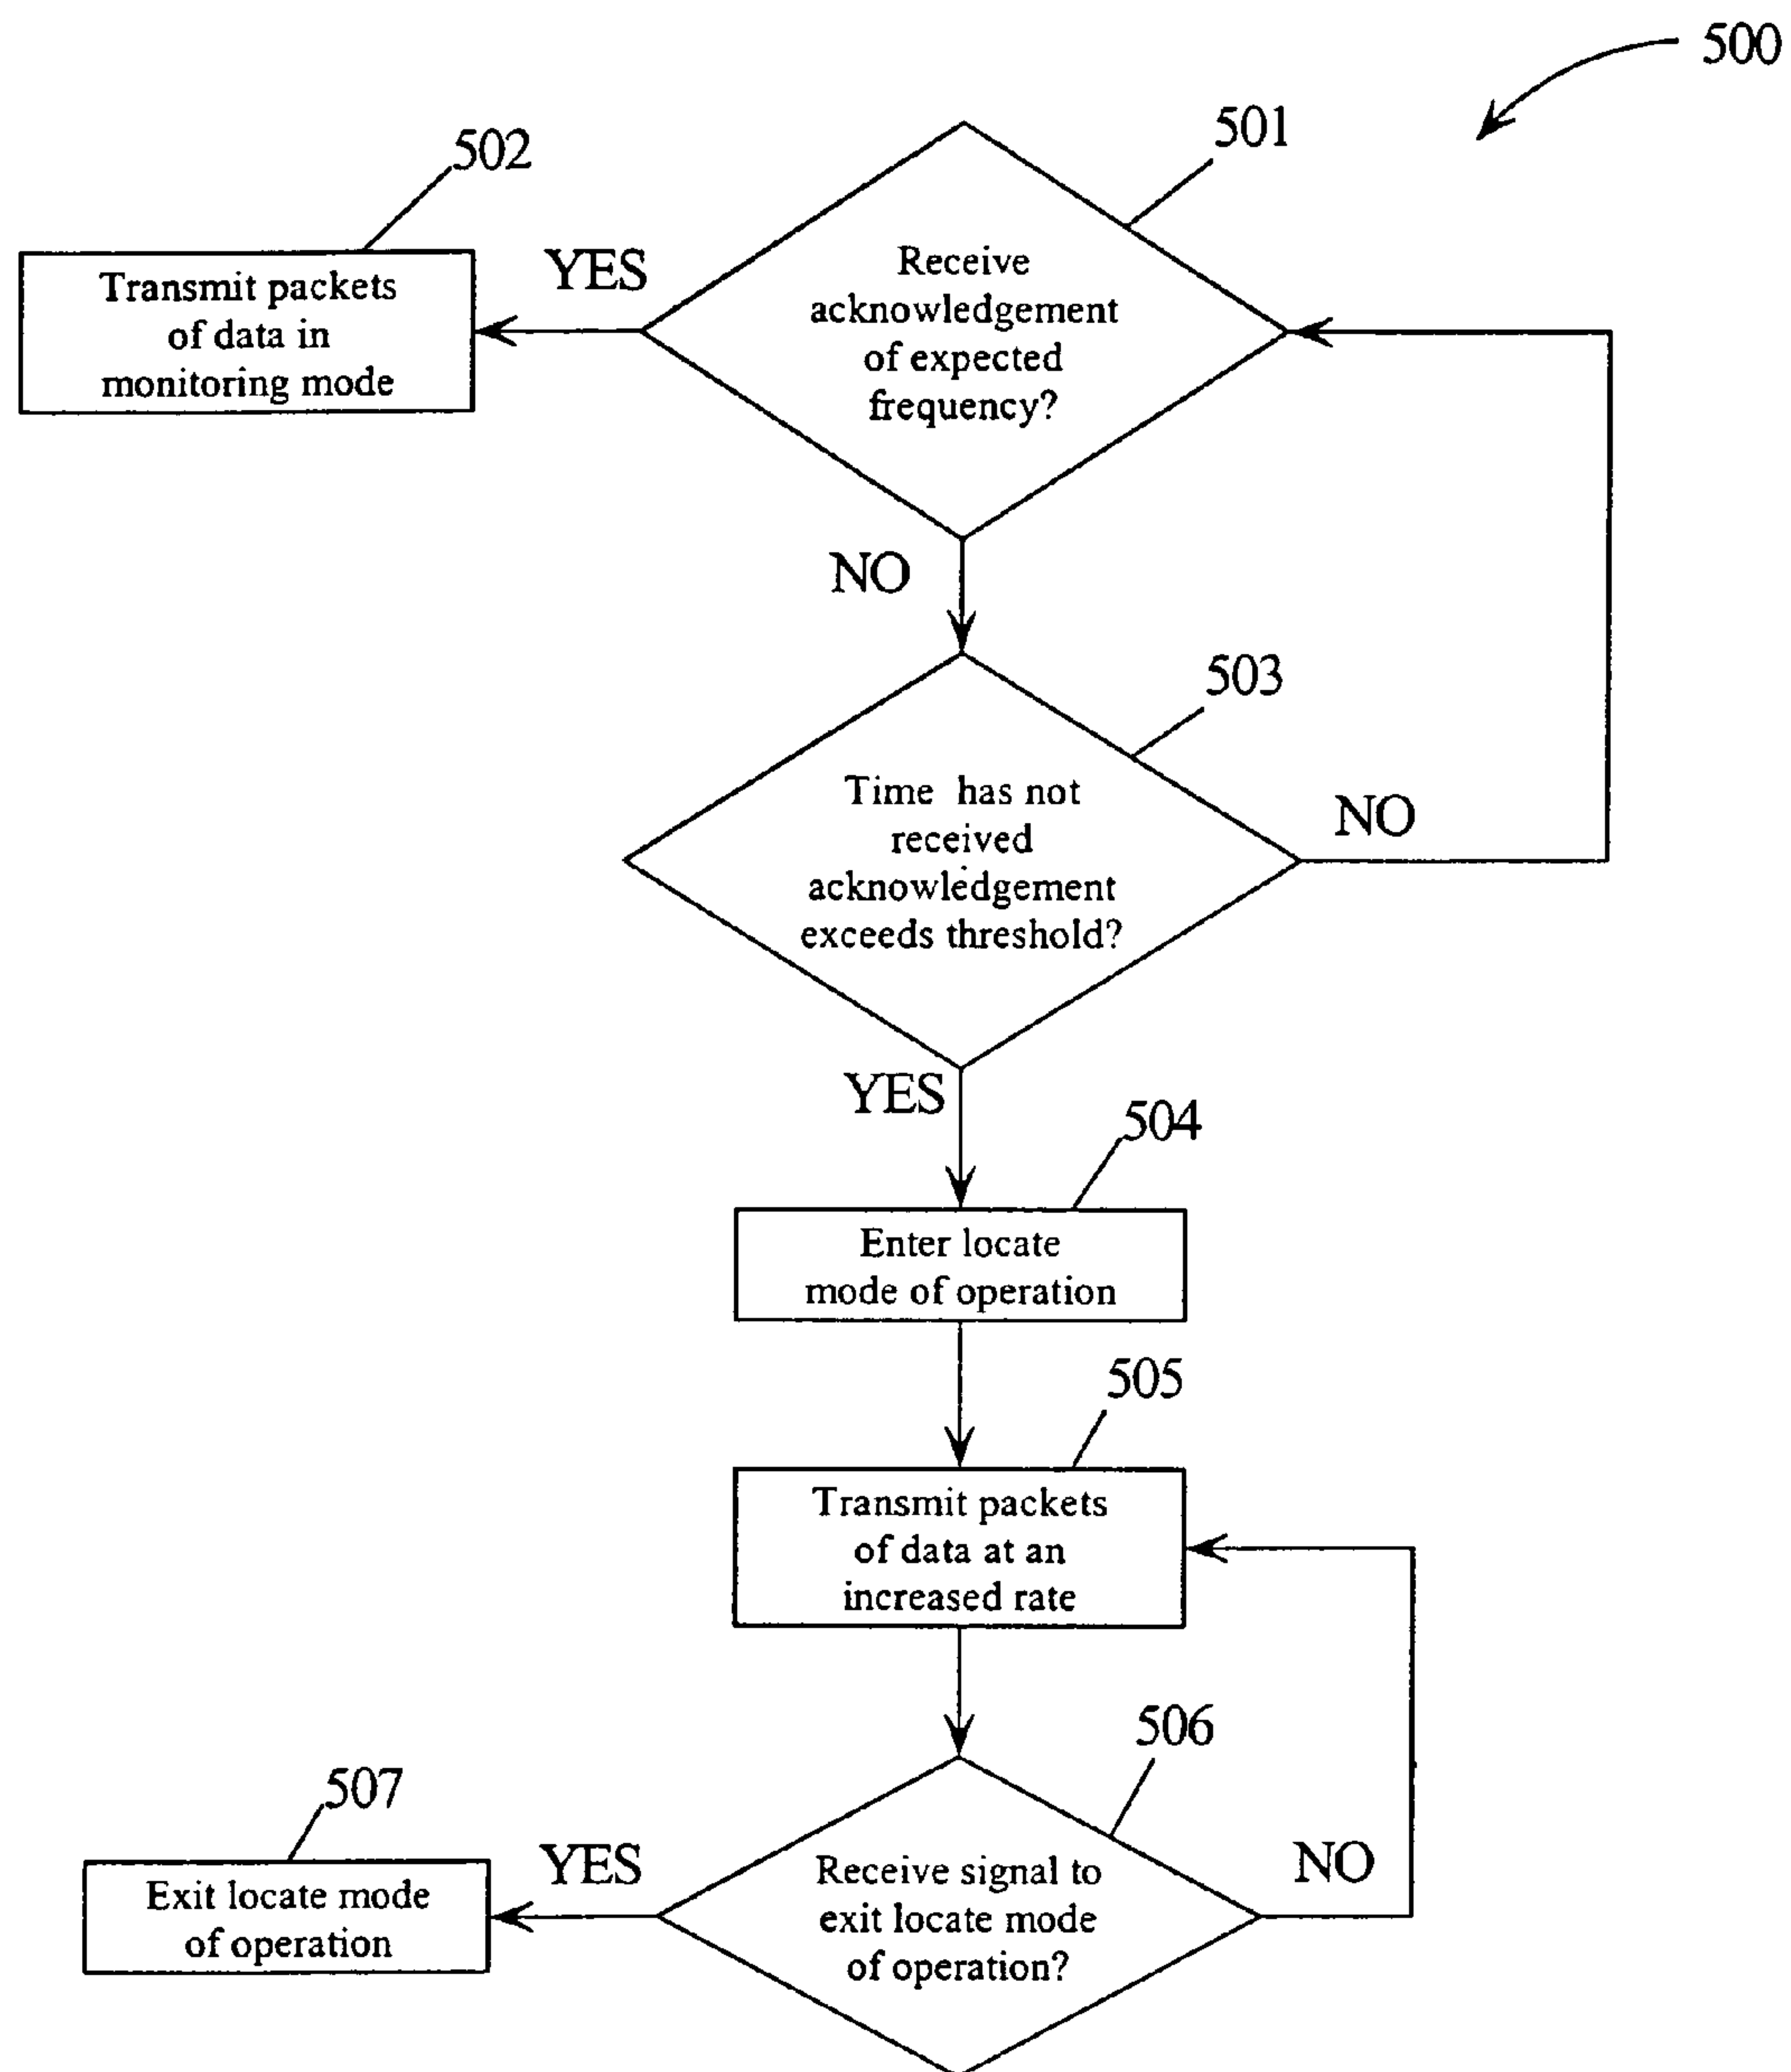 500
501
502
Transmit packets
of data in
monitoring mode
YES
Receive
acknowledgement
of expected
frequency?
NO
503
Time has not
received
acknowledgement
exceeds threshold?
NO
YES
504
Enter locate
mode of operation
505
Transmit packets
of data at an
increased rate
506
507
Exit locate mode
of operation
YES
Receive signal to
exit locate mode
of operation?
NO